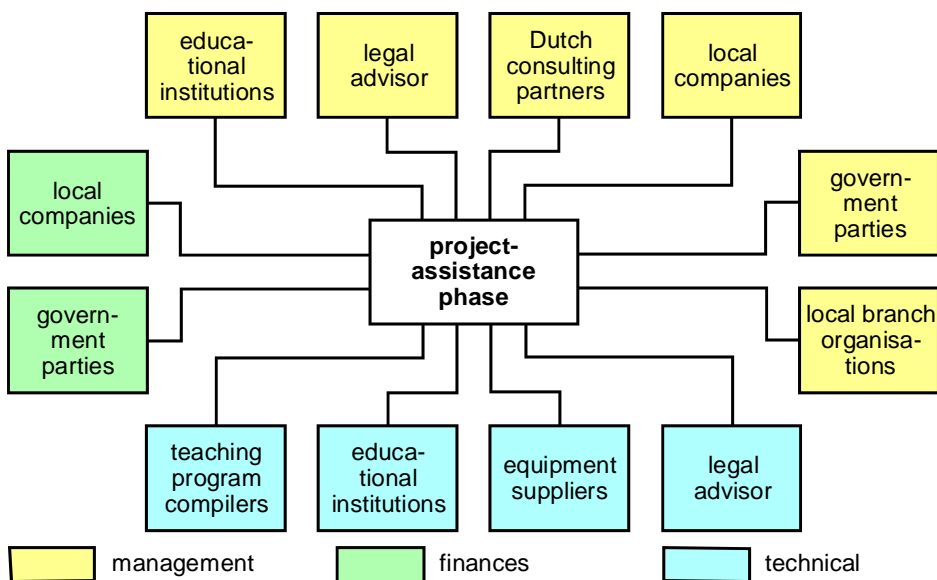 educa-
tional
institutions
legal
advisor
Dutch
consulting
partners
local
companies
local
companies
govern-
ment
parties
project-
assistance
phase
govern-
ment
parties
local branch
organisa-
tions
teaching
program
compilers
educa-
tional
institutions
equipment
suppliers
legal
advisor
management
finances
technical